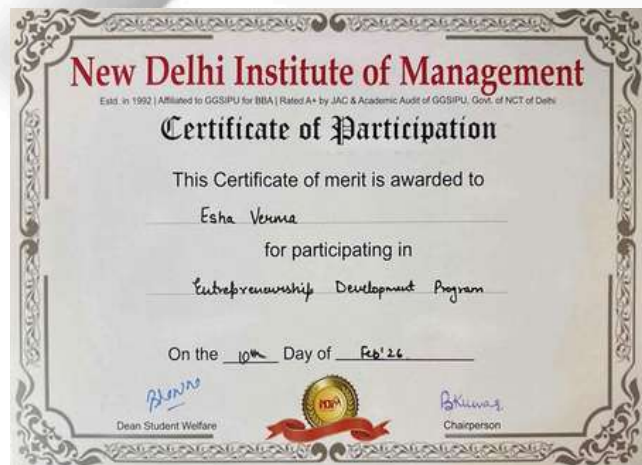 New Delhi Institute of Management
Estd. in 1992 | Affiliated to GGSIPU for BBA | Rated A+ by JAC & Academic Audit of GGSIPU, Govt. of NCT of Delhi
Certificate of Participation
This Certificate of merit is awarded to
Esha Verma
for participating in
Entrepreneurship Development Program
On the 10th Day of Feb'26
NDIM
BKumar
Dean Student Welfare
Chairperson